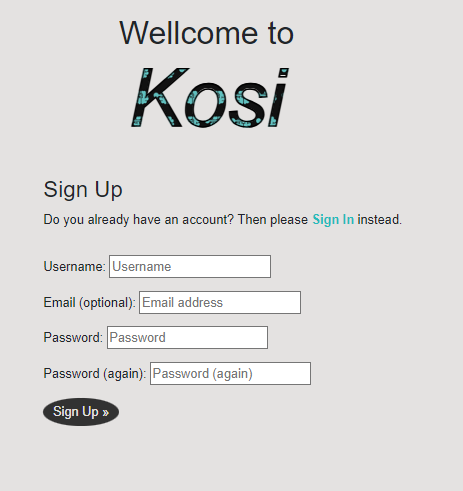 Wellcome to
Kosi
Sign Up
Do you already have an account? Then please Sign In instead.
Username: Username
Email (optional): Email address
Password: Password
Password (again): Password (again)
Sign Up »